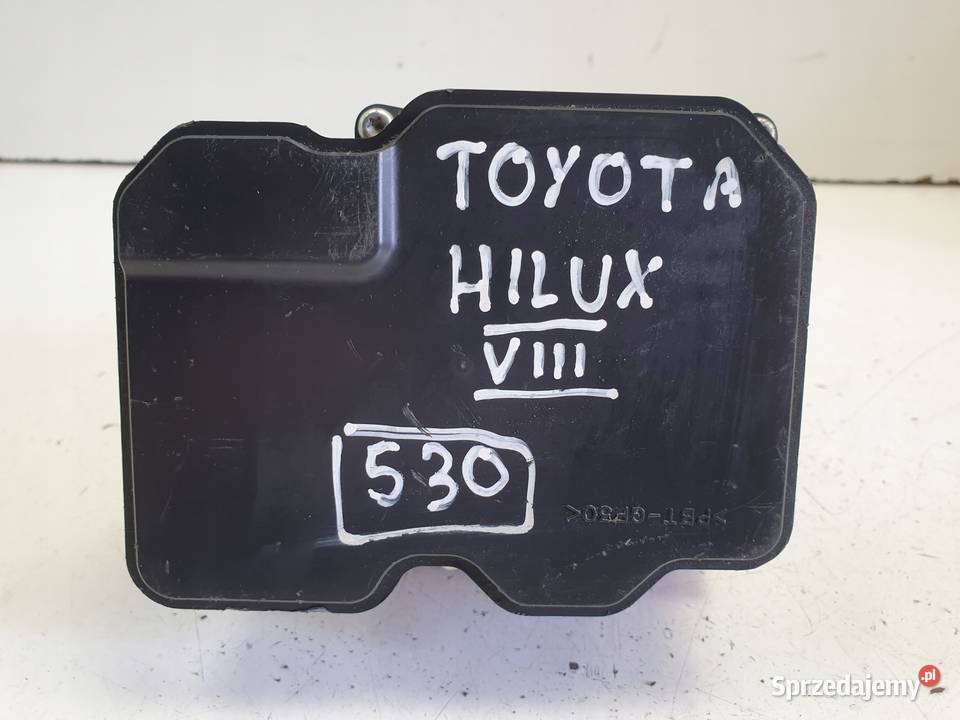 TOYOTA
HILUX
VIII
530
>PBT-GF30<
Sprzedajemy.pl